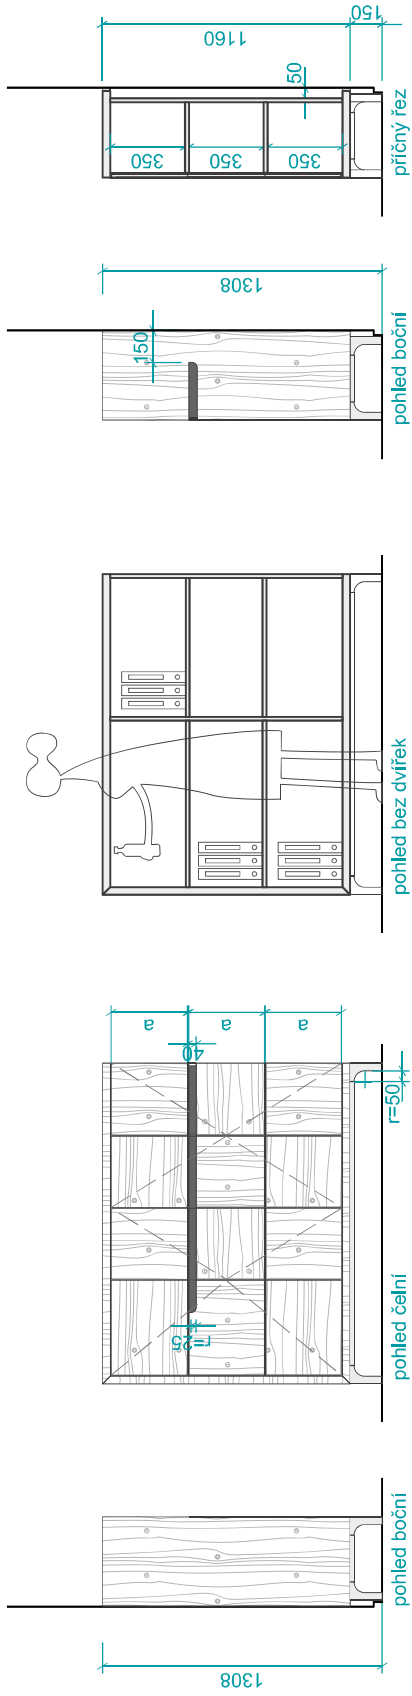 1308
pohled boční
r=25
40
a
a
a
r=50
pohled čelní
pohled bez dvířek
150
1308
pohled boční
350
350
350
50
1160
150
příčný řez